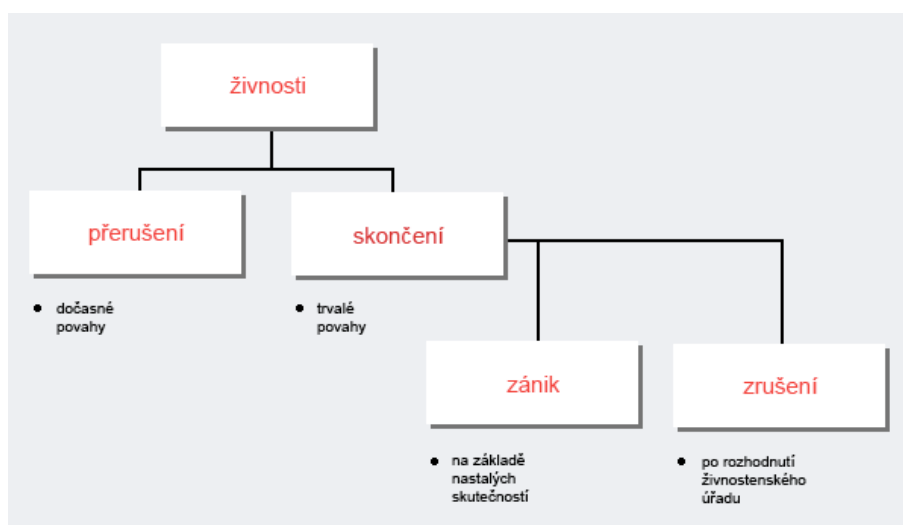 živnosti
přerušení
skončení
• dočasné
povahy
• trvalé
povahy
zánik
zrušení
• na základě
nastalých
skutečností
• po rozhodnutí
živnostenského
úřadu